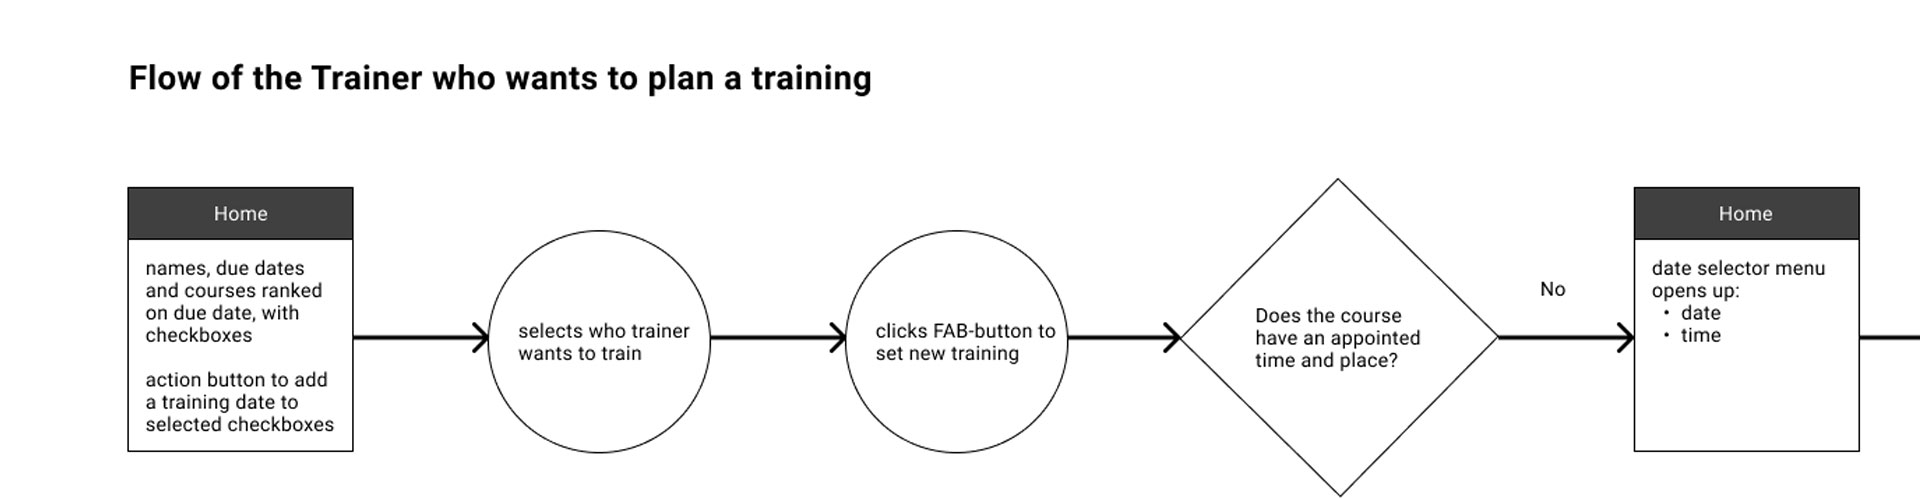 Flow of the Trainer who wants to plan a training
Home
names, due dates
and courses ranked
on due date, with
checkboxes
action button to add
a training date to
selected checkboxes
selects who trainer
wants to train
clicks FAB-button to
set new training
Does the course
have an appointed
time and place?
No
Home
date selector menu
opens up:
• date
• time